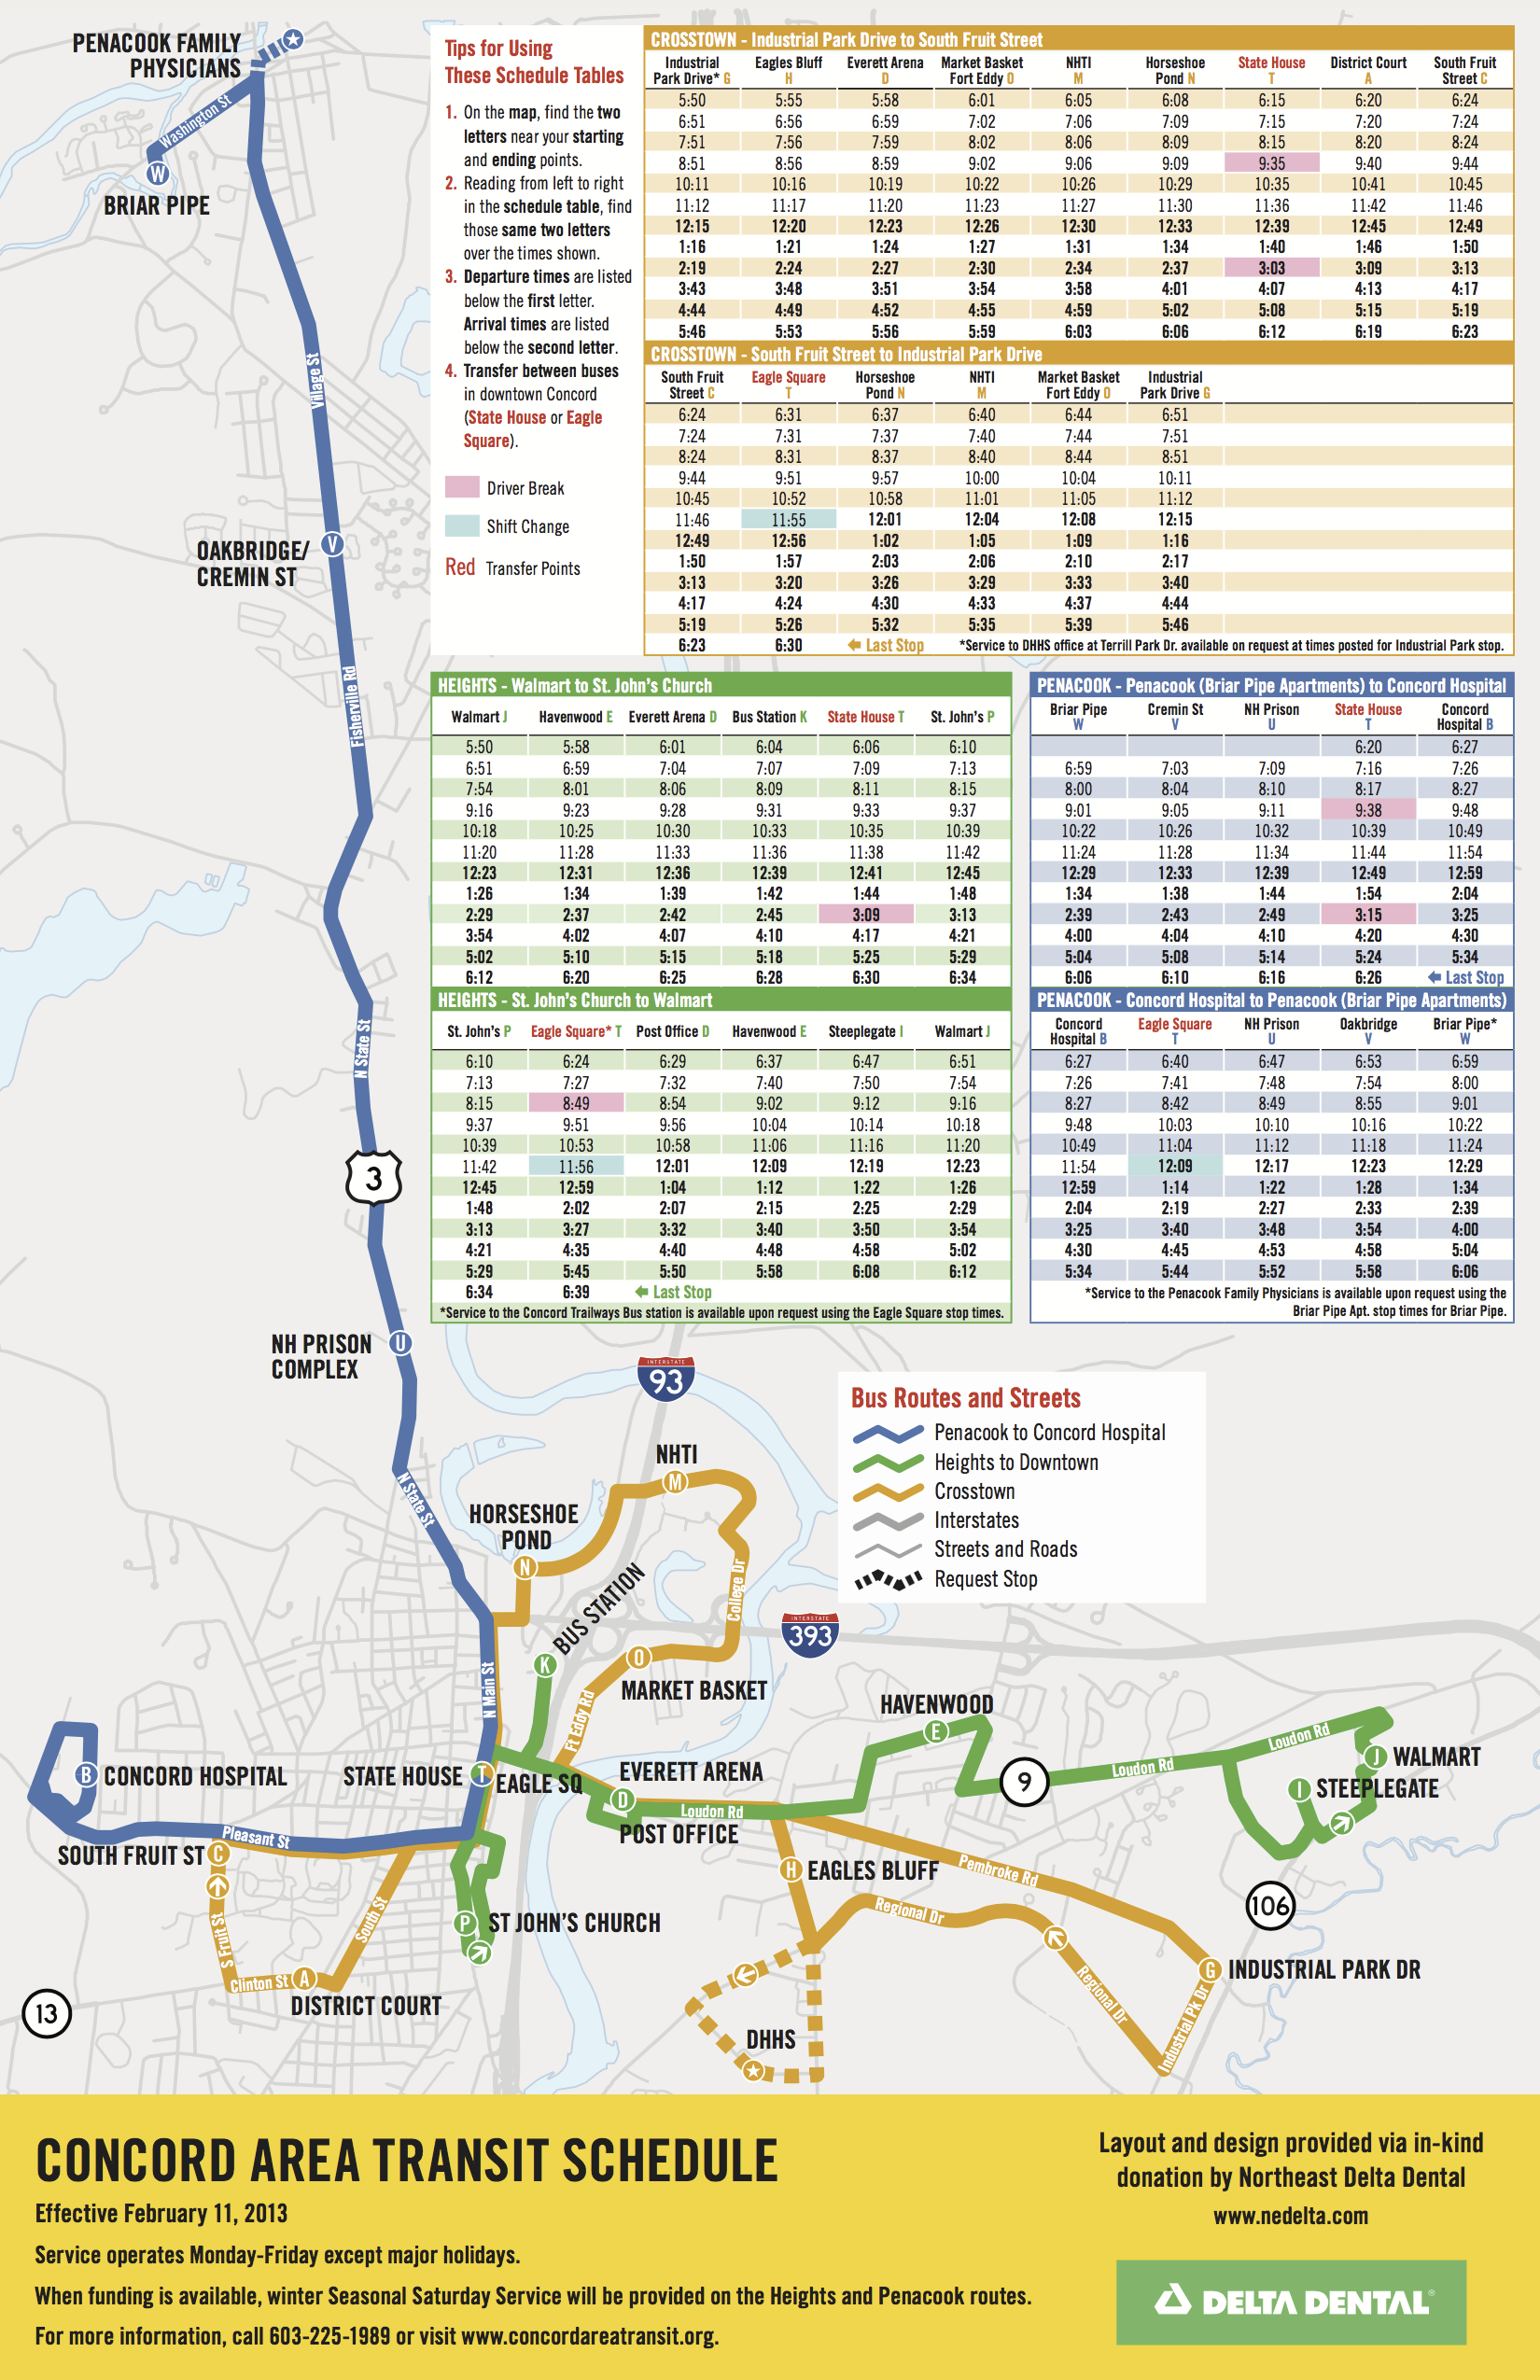 PENACOOK FAMILY
PHYSICIANS
Washington St
W
BRIAR PIPE
Village St
OAKBRIDGE/
CREMIN ST
V
Fisherville Rd
N State St
3
NH PRISON
COMPLEX
U
N State St
Tips for Using
These Schedule Tables
1. On the map, find the two
letters near your starting
and ending points.
2. Reading from left to right
in the schedule table, find
those same two letters
over the times shown.
3. Departure times are listed
below the first letter.
Arrival times are listed
below the second letter.
4. Transfer between buses
in downtown Concord
(State House or Eagle
Square).
Driver Break
Shift Change
Red Transfer Points
CROSSTOWN - Industrial Park Drive to South Fruit Street
Industrial Eagles Bluff Everett Arena Market Basket NHTI Horseshoe State House District Court South Fruit
Park Drive* G H D Fort Eddy O M Pond N T A Street C
5:50 5:55 5:58 6:01 6:05 6:08 6:15 6:20 6:24
6:51 6:56 6:59 7:02 7:06 7:09 7:15 7:20 7:24
7:51 7:56 7:59 8:02 8:06 8:09 8:15 8:20 8:24
8:51 8:56 8:59 9:02 9:06 9:09 9:35 9:40 9:44
10:11 10:16 10:19 10:22 10:26 10:29 10:35 10:41 10:45
11:12 11:17 11:20 11:23 11:27 11:30 11:36 11:42 11:46
12:15 12:20 12:23 12:26 12:30 12:33 12:39 12:45 12:49
1:16 1:21 1:24 1:27 1:31 1:34 1:40 1:46 1:50
2:19 2:24 2:27 2:30 2:34 2:37 3:03 3:09 3:13
3:43 3:48 3:51 3:54 3:58 4:01 4:07 4:13 4:17
4:44 4:49 4:52 4:55 4:59 5:02 5:08 5:15 5:19
5:46 5:53 5:56 5:59 6:03 6:06 6:12 6:19 6:23
CROSSTOWN - South Fruit Street to Industrial Park Drive
South Fruit Eagle Square Horseshoe NHTI Market Basket Industrial
Street C T Pond N M Fort Eddy O Park Drive G
6:24 6:31 6:37 6:40 6:44 6:51
7:24 7:31 7:37 7:40 7:44 7:51
8:24 8:31 8:37 8:40 8:44 8:51
9:44 9:51 9:57 10:00 10:04 10:11
10:45 10:52 10:58 11:01 11:05 11:12
11:46 11:55 12:01 12:04 12:08 12:15
12:49 12:56 1:02 1:05 1:09 1:16
1:50 1:57 2:03 2:06 2:10 2:17
3:13 3:20 3:26 3:29 3:33 3:40
4:17 4:24 4:30 4:33 4:37 4:44
5:19 5:26 5:32 5:35 5:39 5:46
6:23 6:30 Last Stop *Service to DHHS office at Terrill Park Dr. available on request at times posted for Industrial Park stop.
HEIGHTS - Walmart to St. John's Church
Walmart J Havenwood E Everett Arena D Bus Station K State House T St. John's P
5:50 5:58 6:01 6:04 6:06 6:10
6:51 6:59 7:04 7:07 7:09 7:13
7:54 8:01 8:06 8:09 8:11 8:15
9:16 9:23 9:28 9:31 9:33 9:37
10:18 10:25 10:30 10:33 10:35 10:39
11:20 11:28 11:33 11:36 11:38 11:42
12:23 12:31 12:36 12:39 12:41 12:45
1:26 1:34 1:39 1:42 1:44 1:48
2:29 2:37 2:42 2:45 3:09 3:13
3:54 4:02 4:07 4:10 4:17 4:21
5:02 5:10 5:15 5:18 5:25 5:29
6:12 6:20 6:25 6:28 6:30 6:34
HEIGHTS - St. John's Church to Walmart
St. John's P Eagle Square* T Post Office D Havenwood E Steeplegate I Walmart J
6:10 6:24 6:29 6:37 6:47 6:51
7:13 7:27 7:32 7:40 7:50 7:54
8:15 8:49 8:54 9:02 9:12 9:16
9:37 9:51 9:56 10:04 10:14 10:18
10:39 10:53 10:58 11:06 11:16 11:20
11:42 11:56 12:01 12:09 12:19 12:23
12:45 12:59 1:04 1:12 1:22 1:26
1:48 2:02 2:07 2:15 2:25 2:29
3:13 3:27 3:32 3:40 3:50 3:54
4:21 4:35 4:40 4:48 4:58 5:02
5:29 5:45 5:50 5:58 6:08 6:12
6:34 6:39 Last Stop
*Service to the Concord Trailways Bus station is available upon request using the Eagle Square stop times.
PENACOOK - Penacook (Briar Pipe Apartments) to Concord Hospital
Briar Pipe Cremin St NH Prison State House Concord
W V U T Hospital B
6:20 6:27
6:59 7:03 7:09 7:16 7:26
8:00 8:04 8:10 8:17 8:27
9:01 9:05 9:11 9:38 9:48
10:22 10:26 10:32 10:39 10:49
11:24 11:28 11:34 11:44 11:54
12:29 12:33 12:39 12:49 12:59
1:34 1:38 1:44 1:54 2:04
2:39 2:43 2:49 3:15 3:25
4:00 4:04 4:10 4:20 4:30
5:04 5:08 5:14 5:24 5:34
6:06 6:10 6:16 6:26 Last Stop
PENACOOK - Concord Hospital to Penacook (Briar Pipe Apartments)
Concord Eagle Square NH Prison Oakbridge Briar Pipe*
Hospital B T U V W
6:27 6:40 6:47 6:53 6:59
7:26 7:41 7:48 7:54 8:00
8:27 8:42 8:49 8:55 9:01
9:48 10:03 10:10 10:16 10:22
10:49 11:04 11:12 11:18 11:24
11:54 12:09 12:17 12:23 12:29
12:59 1:14 1:22 1:28 1:34
2:04 2:19 2:27 2:33 2:39
3:25 3:40 3:48 3:54 4:00
4:30 4:45 4:53 4:58 5:04
5:34 5:44 5:52 5:58 6:06
*Service to the Penacook Family Physicians is available upon request using the
Briar Pipe Apt. stop times for Briar Pipe.
INTERSTATE
93
Bus Routes and Streets
Penacook to Concord Hospital
Heights to Downtown
Crosstown
Interstates
Streets and Roads
Request Stop
NHTI
M
HORSESHOE
POND
N
BUS STATION
K
College Dr
INTERSTATE
393
O
MARKET BASKET
N Main St
Ft Eddy Rd
HAVENWOOD
E
Loudon Rd
J WALMART
I STEEPLEGATE
9
Loudon Rd
B CONCORD HOSPITAL
STATE HOUSE T EAGLE SQ
EVERETT ARENA
D
Loudon Rd
POST OFFICE
Pleasant St
SOUTH FRUIT ST C
H EAGLES BLUFF
Pembroke Rd
Regional Dr
106
P ST JOHN'S CHURCH
South St
S Fruit St
Clinton St A
DISTRICT COURT
G INDUSTRIAL PARK DR
Regional Dr
Industrial Pk Dr
13
DHHS
CONCORD AREA TRANSIT SCHEDULE
Effective February 11, 2013
Service operates Monday-Friday except major holidays.
When funding is available, winter Seasonal Saturday Service will be provided on the Heights and Penacook routes.
For more information, call 603-225-1989 or visit www.concordareatransit.org.
Layout and design provided via in-kind
donation by Northeast Delta Dental
www.nedelta.com
DELTA DENTAL®